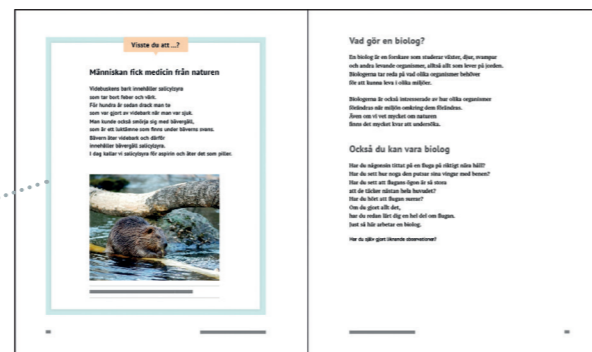 Visste du att ...?
Människan fick medicin från naturen
Videbuskens bark innehåller salicylsyra
som tar bort feber och värk.
För hundra år sedan drack man te
som var gjort av videbark när man var sjuk.
Man kunde också smörja sig med bävergäll,
som är ett luktämne som finns under bäverns svans.
Bävern äter videbark och därför
innehåller bävergäll salicylsyra.
I dag kallar vi salicylsyra för aspirin och äter det som piller.
Vad gör en biolog?
En biolog är en forskare som studerar växter, djur, svampar
och andra levande organismer, alltså allt som lever på jorden.
Biologerna tar reda på vad olika organismer behöver
för att kunna leva i olika miljöer.
Biologerna är också intresserade av hur olika organismer
förändras när miljön omkring dem förändras.
Även om vi vet mycket om naturen
finns det mycket kvar att undersöka.
Också du kan vara biolog
Har du någonsin tittat på en fluga på riktigt nära håll?
Har du sett hur noga den putsar sina vingar med benen?
Har du sett att flugans ögon är så stora
att de täcker nästan hela huvudet?
Har du hört att flugan surrar?
Om du gjort allt det,
har du redan lärt dig en hel del om flugan.
Just så här arbetar en biolog.
Har du själv gjort liknande observationer?